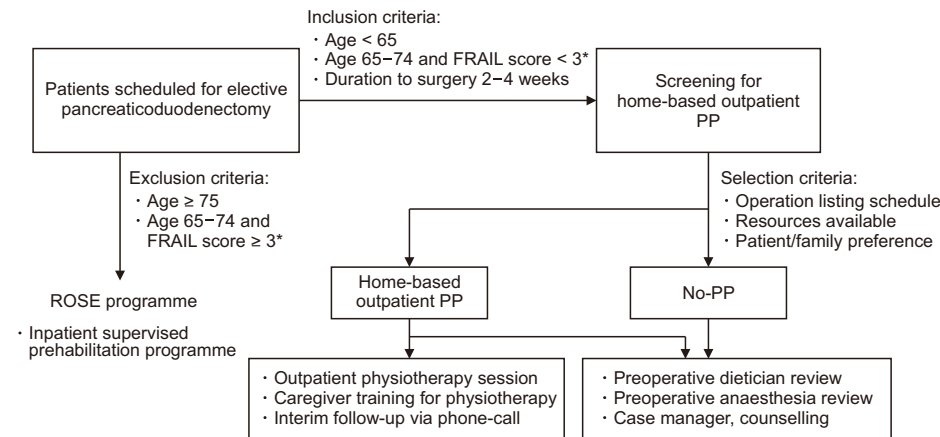 Inclusion criteria:
· Age < 65
· Age 65−74 and FRAIL score < 3*
· Duration to surgery 2−4 weeks
Patients scheduled for elective
pancreaticoduodenectomy
Screening for
home-based outpatient
PP
Exclusion criteria:
· Age ≥ 75
· Age 65−74 and
FRAIL score ≥ 3*
Selection criteria:
· Operation listing schedule
· Resources available
· Patient/family preference
ROSE programme
· Inpatient supervised
prehabilitation programme
Home-based
outpatient PP
No-PP
· Outpatient physiotherapy session
· Caregiver training for physiotherapy
· Interim follow-up via phone-call
· Preoperative dietician review
· Preoperative anaesthesia review
· Case manager, counselling